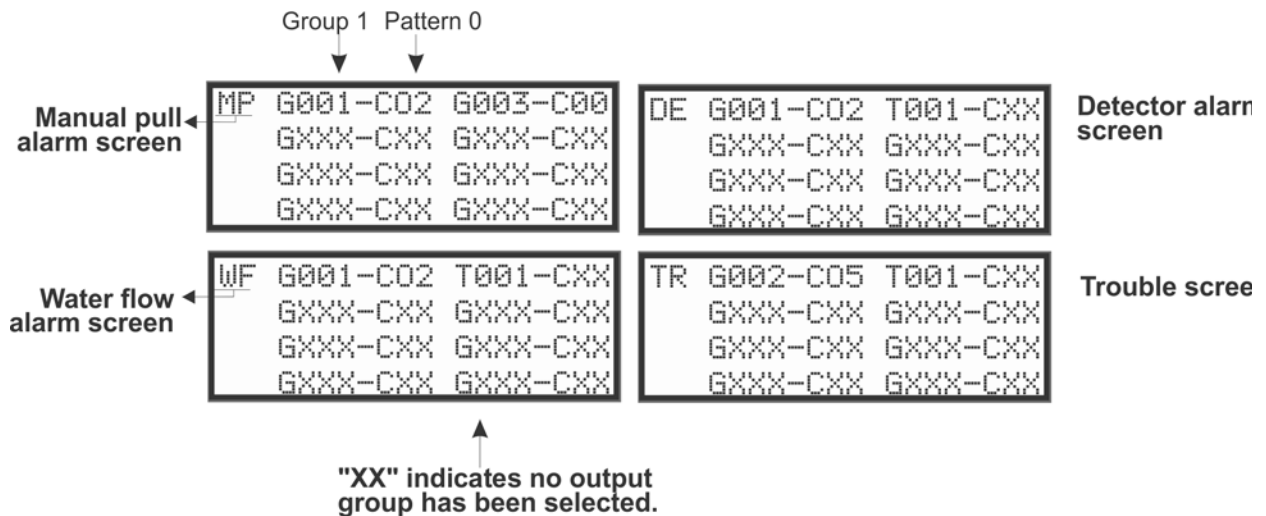 Group 1 Pattern 0
Manual pull
alarm screen
MP G001-CO2 G003-C00
GXXX-CXX GXXX-CXX
GXXX-CXX GXXX-CXX
GXXX-CXX GXXX-CXX
DE G001-CO2 T001-CXX
GXXX-CXX GXXX-CXX
GXXX-CXX GXXX-CXX
GXXX-CXX GXXX-CXX
Detector alarm
screen
Water flow
alarm screen
WF G001-CO2 T001-CXX
GXXX-CXX GXXX-CXX
GXXX-CXX GXXX-CXX
GXXX-CXX GXXX-CXX
TR G002-CO5 T001-CXX
GXXX-CXX GXXX-CXX
GXXX-CXX GXXX-CXX
GXXX-CXX GXXX-CXX
Trouble scree
"XX" indicates no output
group has been selected.